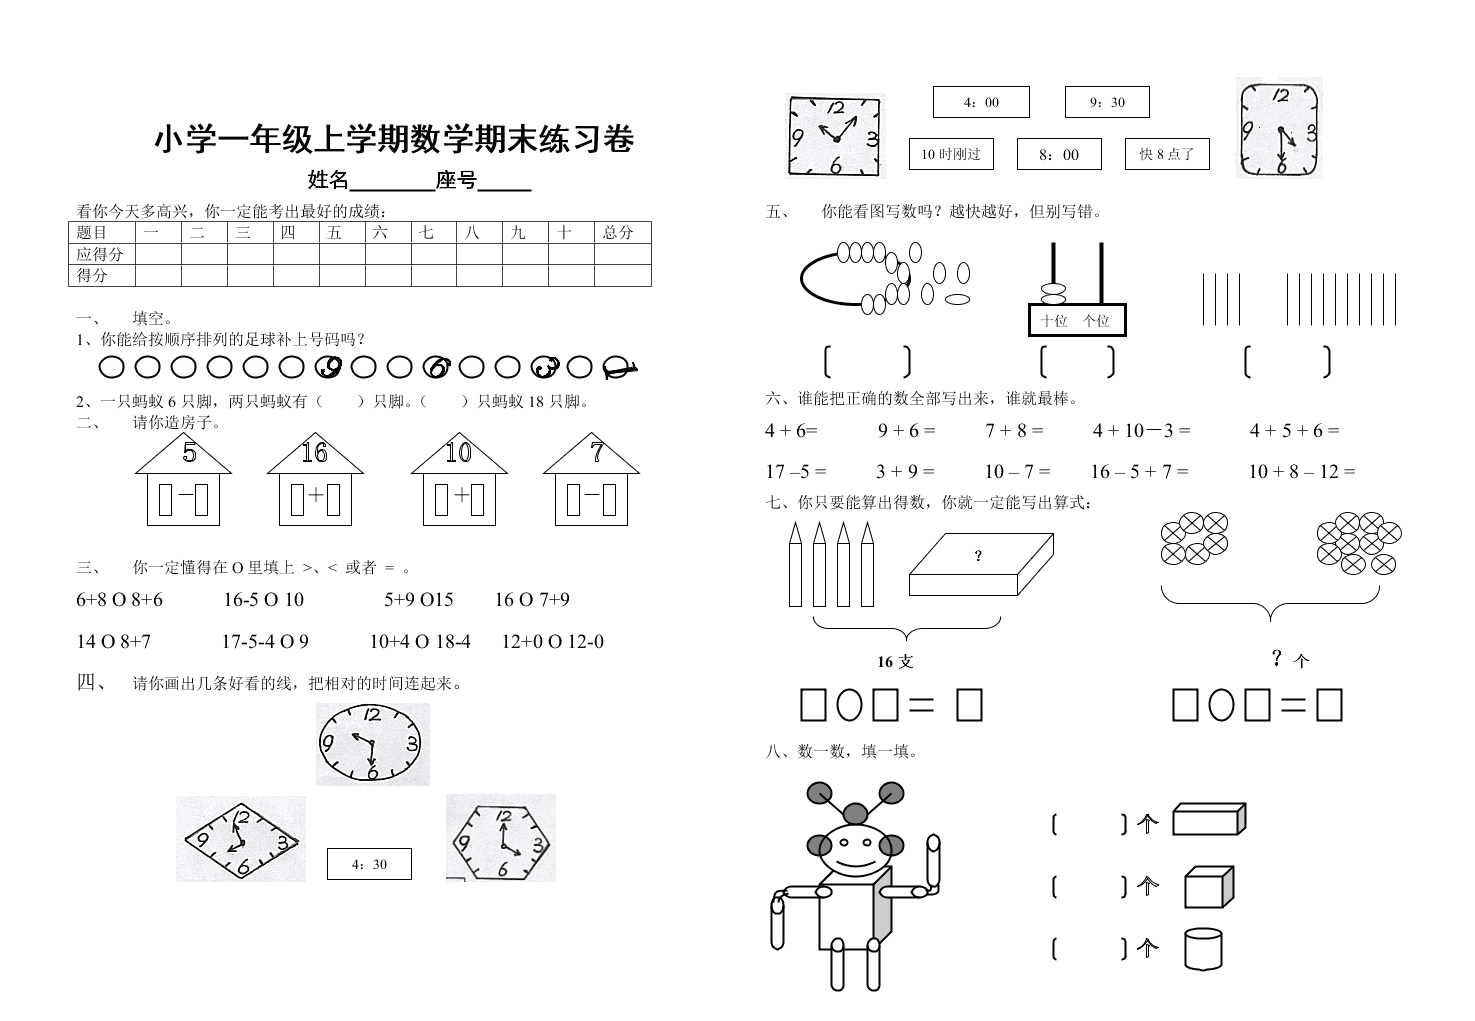 小学一年级上学期数学期末练习卷
姓名________座号_____
看你今天多高兴，你一定能考出最好的成绩：
题目 一 二 三 四 五 六 七 八 九 十 总分
应得分
得分
一、 填空。
1、你能给按顺序排列的足球补上号码吗？
9 6 3 1
2、一只蚂蚁 6 只脚，两只蚂蚁有（　　）只脚。（　　）只蚂蚁 18 只脚。
二、 请你造房子。
5 16 10 7
－ ＋ ＋ －
三、 你一定懂得在 O 里填上 >、< 或者 = 。
6+8 O 8+6 16-5 O 10 5+9 O15 16 O 7+9
14 O 8+7 17-5-4 O 9 10+4 O 18-4 12+0 O 12-0
四、 请你画出几条好看的线，把相对的时间连起来。
12 3 6 9
12 3 6 9
4：30
12 3 6 9
12 3 6 9
4：00 9：30
10 时刚过 8：00 快 8 点了
12 3 6 9
五、 你能看图写数吗？越快越好，但别写错。
十位 个位
（　　） （　　） （　　）
六、谁能把正确的数全部写出来，谁就最棒。
4 + 6= 9 + 6 = 7 + 8 = 4 + 10－3 = 4 + 5 + 6 =
17 –5 = 3 + 9 = 10 – 7 = 16 – 5 + 7 = 10 + 8 – 12 =
七、你只要能算出得数，你就一定能写出算式：
？
16 支 ？个
□○□＝ □ □○□＝□
八、数一数，填一填。
（　　）个
（　　）个
（　　）个